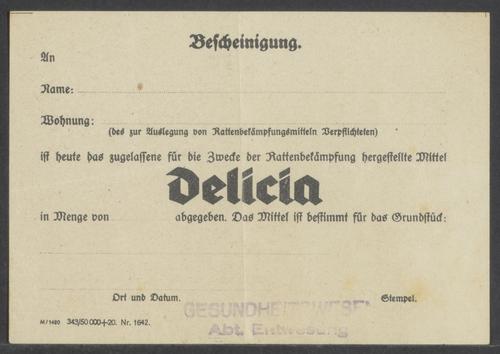 Bescheinigung.
An
Name:
Wohnung:
(des zur Auslegung von Rattenbekämpfungsmitteln Verpflichteten)
ist heute das zugelassene für die Zwecke der Rattenbekämpfung hergestellte Mittel
Delicia
in Menge von abgegeben. Das Mittel ist bestimmt für das Grundstück:
Ort und Datum. Stempel.
GESUNDHEITSWESEN
Abt. Entwesung
M/1480 343/50 000+20. Nr. 1642.